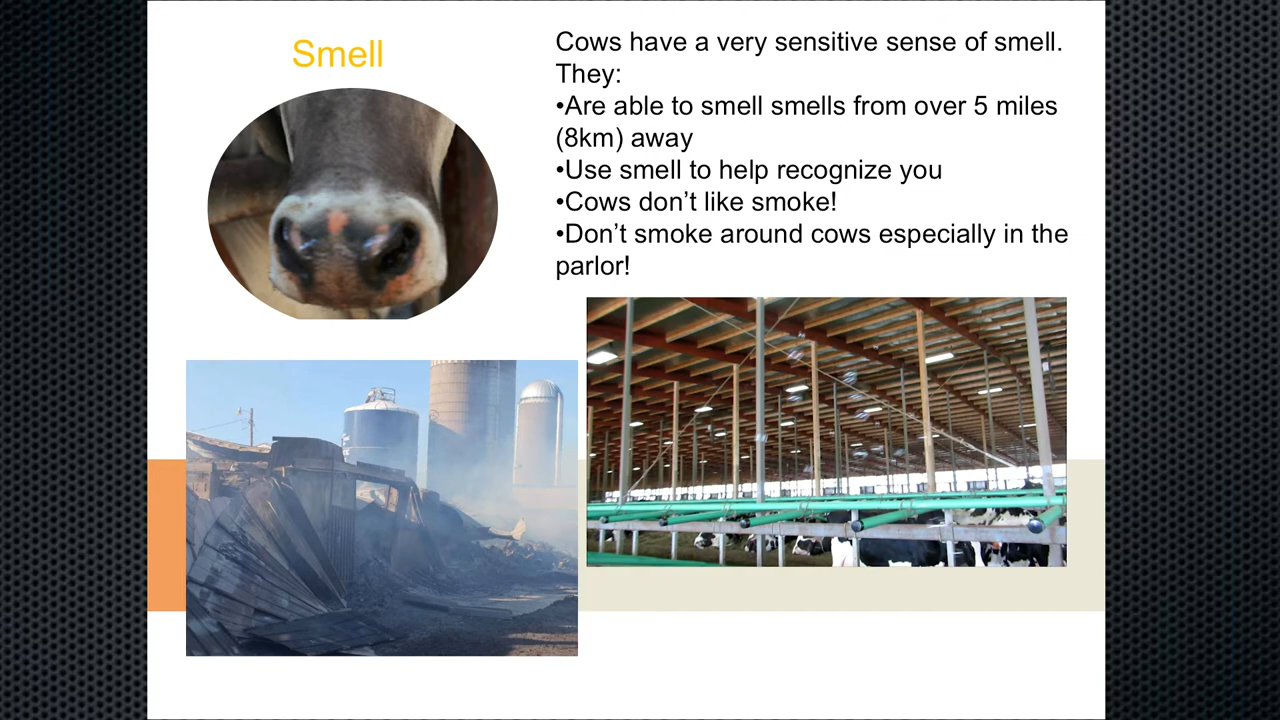 Smell
Cows have a very sensitive sense of smell.
They:
•Are able to smell smells from over 5 miles
(8km) away
•Use smell to help recognize you
•Cows don’t like smoke!
•Don’t smoke around cows especially in the
parlor!